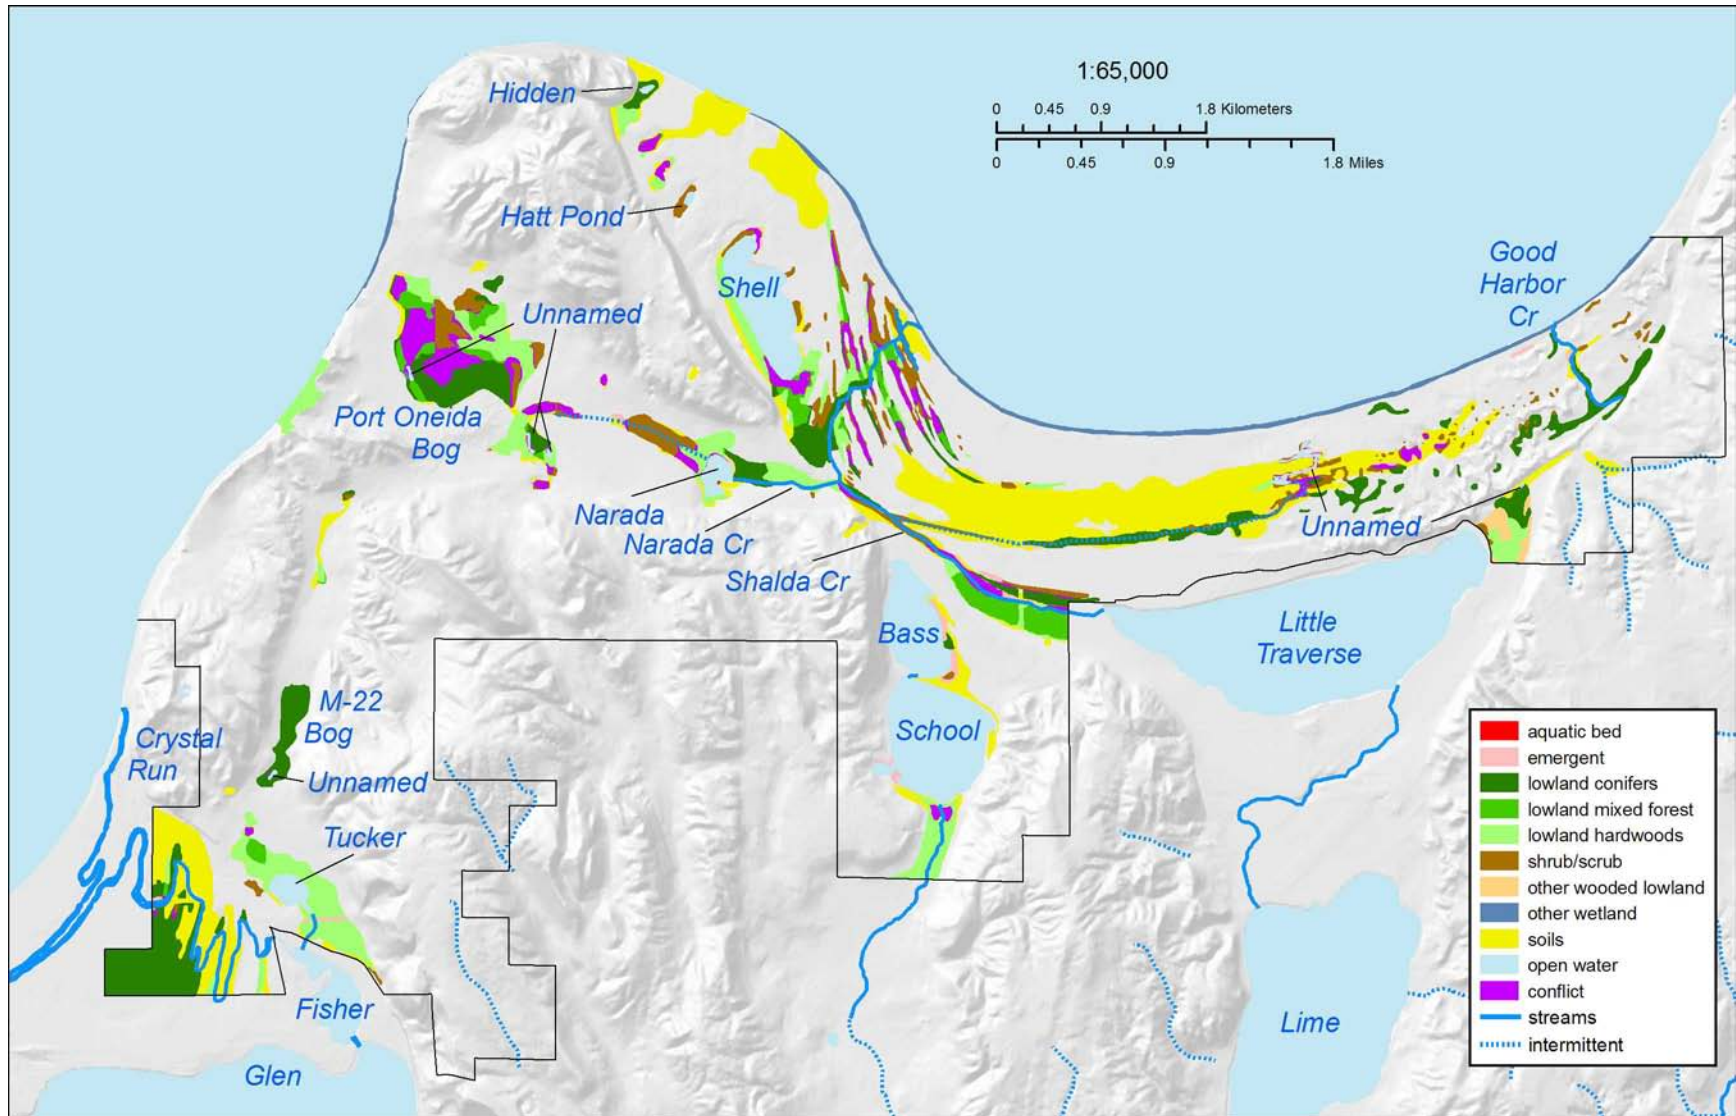 1:65,000
0 0.45 0.9 1.8 Kilometers
0 0.45 0.9 1.8 Miles
Hidden
Hatt Pond
Shell
Good
Harbor
Cr
Unnamed
Port Oneida
Bog
Narada
Narada Cr
Shalda Cr
Unnamed
Bass
Little
Traverse
School
M-22
Bog
Crystal
Run
Unnamed
Tucker
Fisher
Glen
Lime
aquatic bed
emergent
lowland conifers
lowland mixed forest
lowland hardwoods
shrub/scrub
other wooded lowland
other wetland
soils
open water
conflict
streams
intermittent